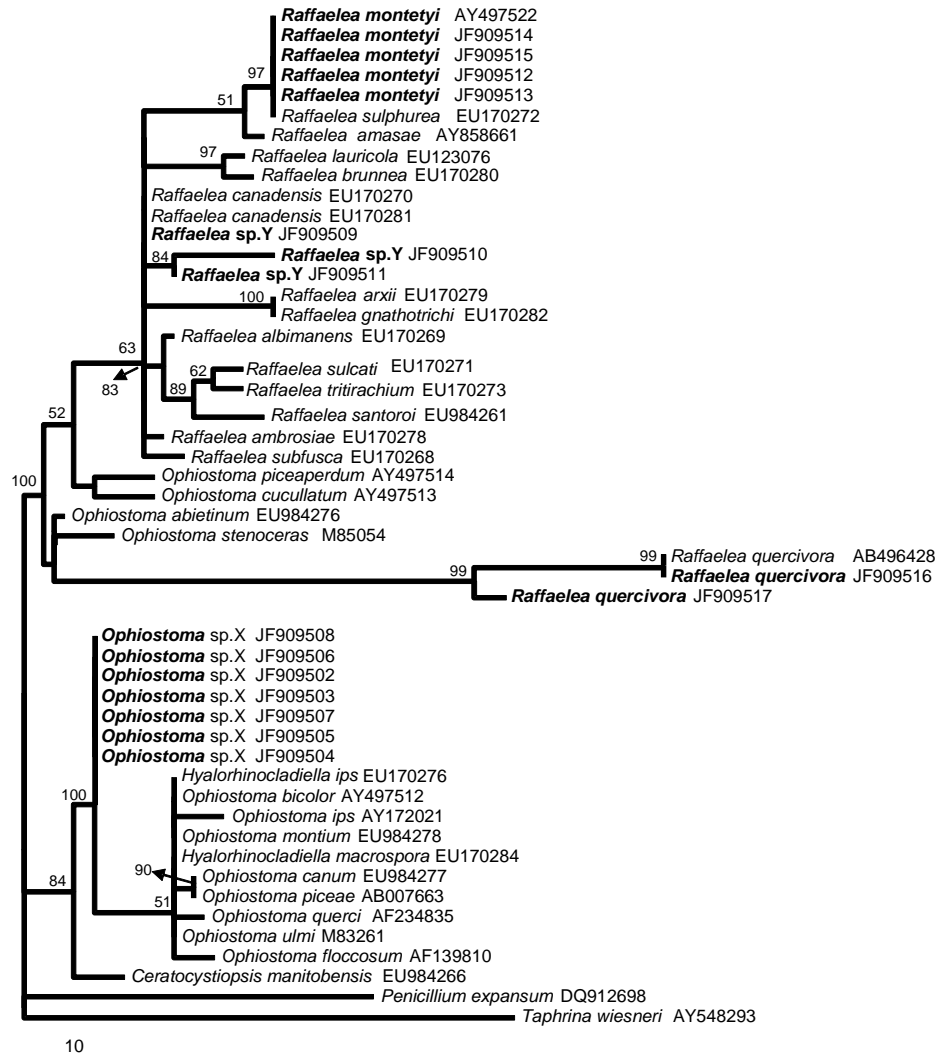 Raffaelea montetyi AY497522
Raffaelea montetyi JF909514
Raffaelea montetyi JF909515
97 Raffaelea montetyi JF909512
Raffaelea montetyi JF909513
51
Raffaelea sulphurea EU170272
Raffaelea amasae AY858661
97 Raffaelea lauricola EU123076
Raffaelea brunnea EU170280
Raffaelea canadensis EU170270
Raffaelea canadensis EU170281
Raffaelea sp.Y JF909509
84 Raffaelea sp.Y JF909510
Raffaelea sp.Y JF909511
100 Raffaelea arxii EU170279
Raffaelea gnathotrichi EU170282
Raffaelea albimanens EU170269
63
62 Raffaelea sulcati EU170271
83 89 Raffaelea tritirachium EU170273
52 Raffaelea santoroi EU984261
Raffaelea ambrosiae EU170278
Raffaelea subfusca EU170268
100 Ophiostoma piceaperdum AY497514
Ophiostoma cucullatum AY497513
Ophiostoma abietinum EU984276
Ophiostoma stenoceras M85054
99 Raffaelea quercivora AB496428
99 Raffaelea quercivora JF909516
Raffaelea quercivora JF909517
Ophiostoma sp.X JF909508
Ophiostoma sp.X JF909506
Ophiostoma sp.X JF909502
Ophiostoma sp.X JF909503
Ophiostoma sp.X JF909507
Ophiostoma sp.X JF909505
Ophiostoma sp.X JF909504
Hyalorhinocladiella ips EU170276
100 Ophiostoma bicolor AY497512
Ophiostoma ips AY172021
Ophiostoma montium EU984278
Hyalorhinocladiella macrospora EU170284
90 Ophiostoma canum EU984277
84 Ophiostoma piceae AB007663
51 Ophiostoma querci AF234835
Ophiostoma ulmi M83261
Ophiostoma floccosum AF139810
Ceratocystiopsis manitobensis EU984266
Penicillium expansum DQ912698
Taphrina wiesneri AY548293
10